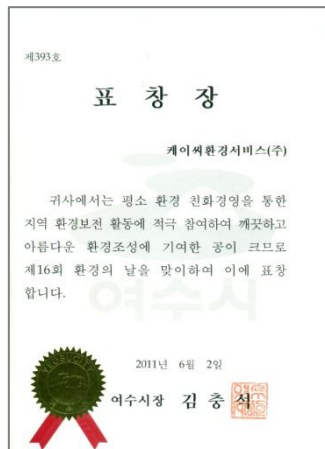 제393호
표 창 장
케이씨환경서비스(주)
귀사에서는 평소 환경 친화경영을 통한
지역 환경보전 활동에 적극 참여하여 깨끗하고
아름다운 환경조성에 기여한 공이 크므로
제16회 환경의 날을 맞이하여 이에 표창
합니다.
여수시
2011년 6월 2일
여수시장 김충석